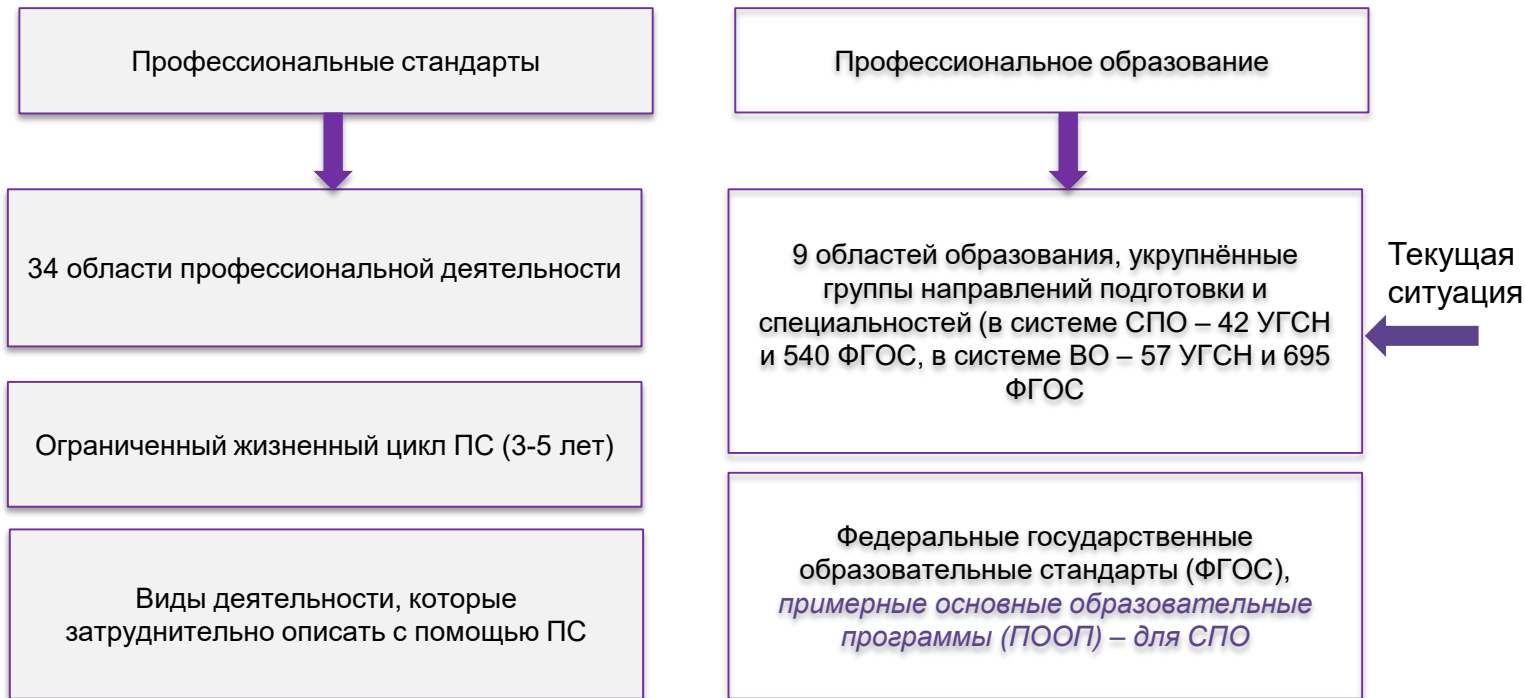 Профессиональные стандарты
34 области профессиональной деятельности
Ограниченный жизненный цикл ПС (3-5 лет)
Виды деятельности, которые
затруднительно описать с помощью ПС
Профессиональное образование
9 областей образования, укрупнённые
группы направлений подготовки и
специальностей (в системе СПО – 42 УГСН
и 540 ФГОС, в системе ВО – 57 УГСН и 695
ФГОС
Федеральные государственные
образовательные стандарты (ФГОС),
примерные основные образовательные
программы (ПООП) – для СПО
Текущая
ситуация